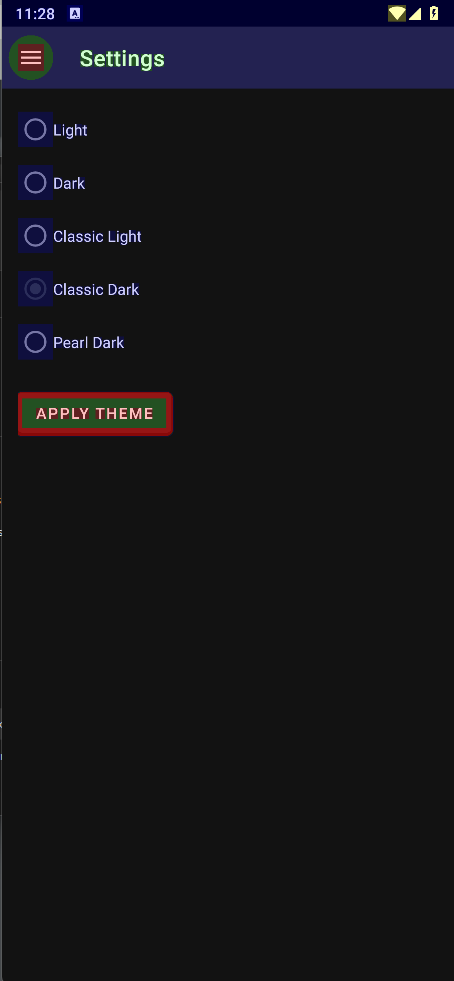 11:28
Settings
Light
Dark
Classic Light
Classic Dark
Pearl Dark
APPLY THEME